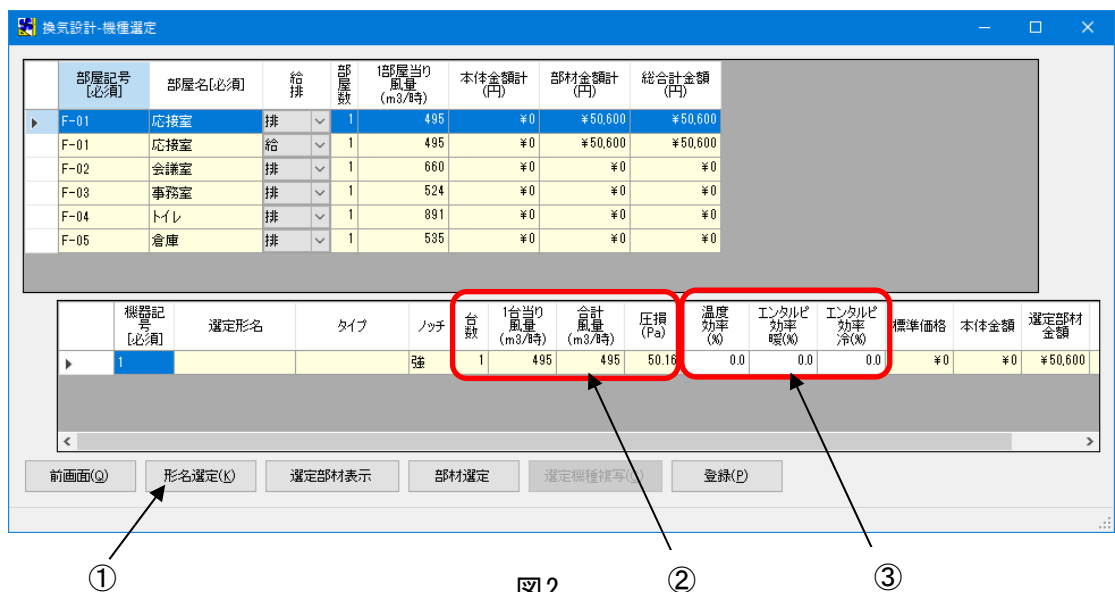 換気設計-機種選定
部屋記号[必須] 部屋名[必須] 給排 部屋数 1部屋当り風量(m3/時) 本体金額計(円) 部材金額計(円) 総合計金額(円)
F-01 応接室 排 1 495 ¥0 ¥50,600 ¥50,600
F-01 応接室 給 1 495 ¥0 ¥50,600 ¥50,600
F-02 会議室 排 1 660 ¥0 ¥0 ¥0
F-03 事務室 排 1 524 ¥0 ¥0 ¥0
F-04 トイレ 排 1 891 ¥0 ¥0 ¥0
F-05 倉庫 排 1 535 ¥0 ¥0 ¥0
機器記号[必須] 選定形名 タイプ ノッチ 台数 1台当り風量(m3/時) 合計風量(m3/時) 圧損(Pa) 温度効率(%) エンタルピ効率暖(%) エンタルピ効率冷(%) 標準価格 本体金額 選定部材金額
1 強 1 495 495 50.16 0.0 0.0 0.0 ¥0 ¥0 ¥50,600
前画面(Q) 形名選定(K) 選定部材表示 部材選定 選定機種複写 登録(P)
① 図2 ② ③